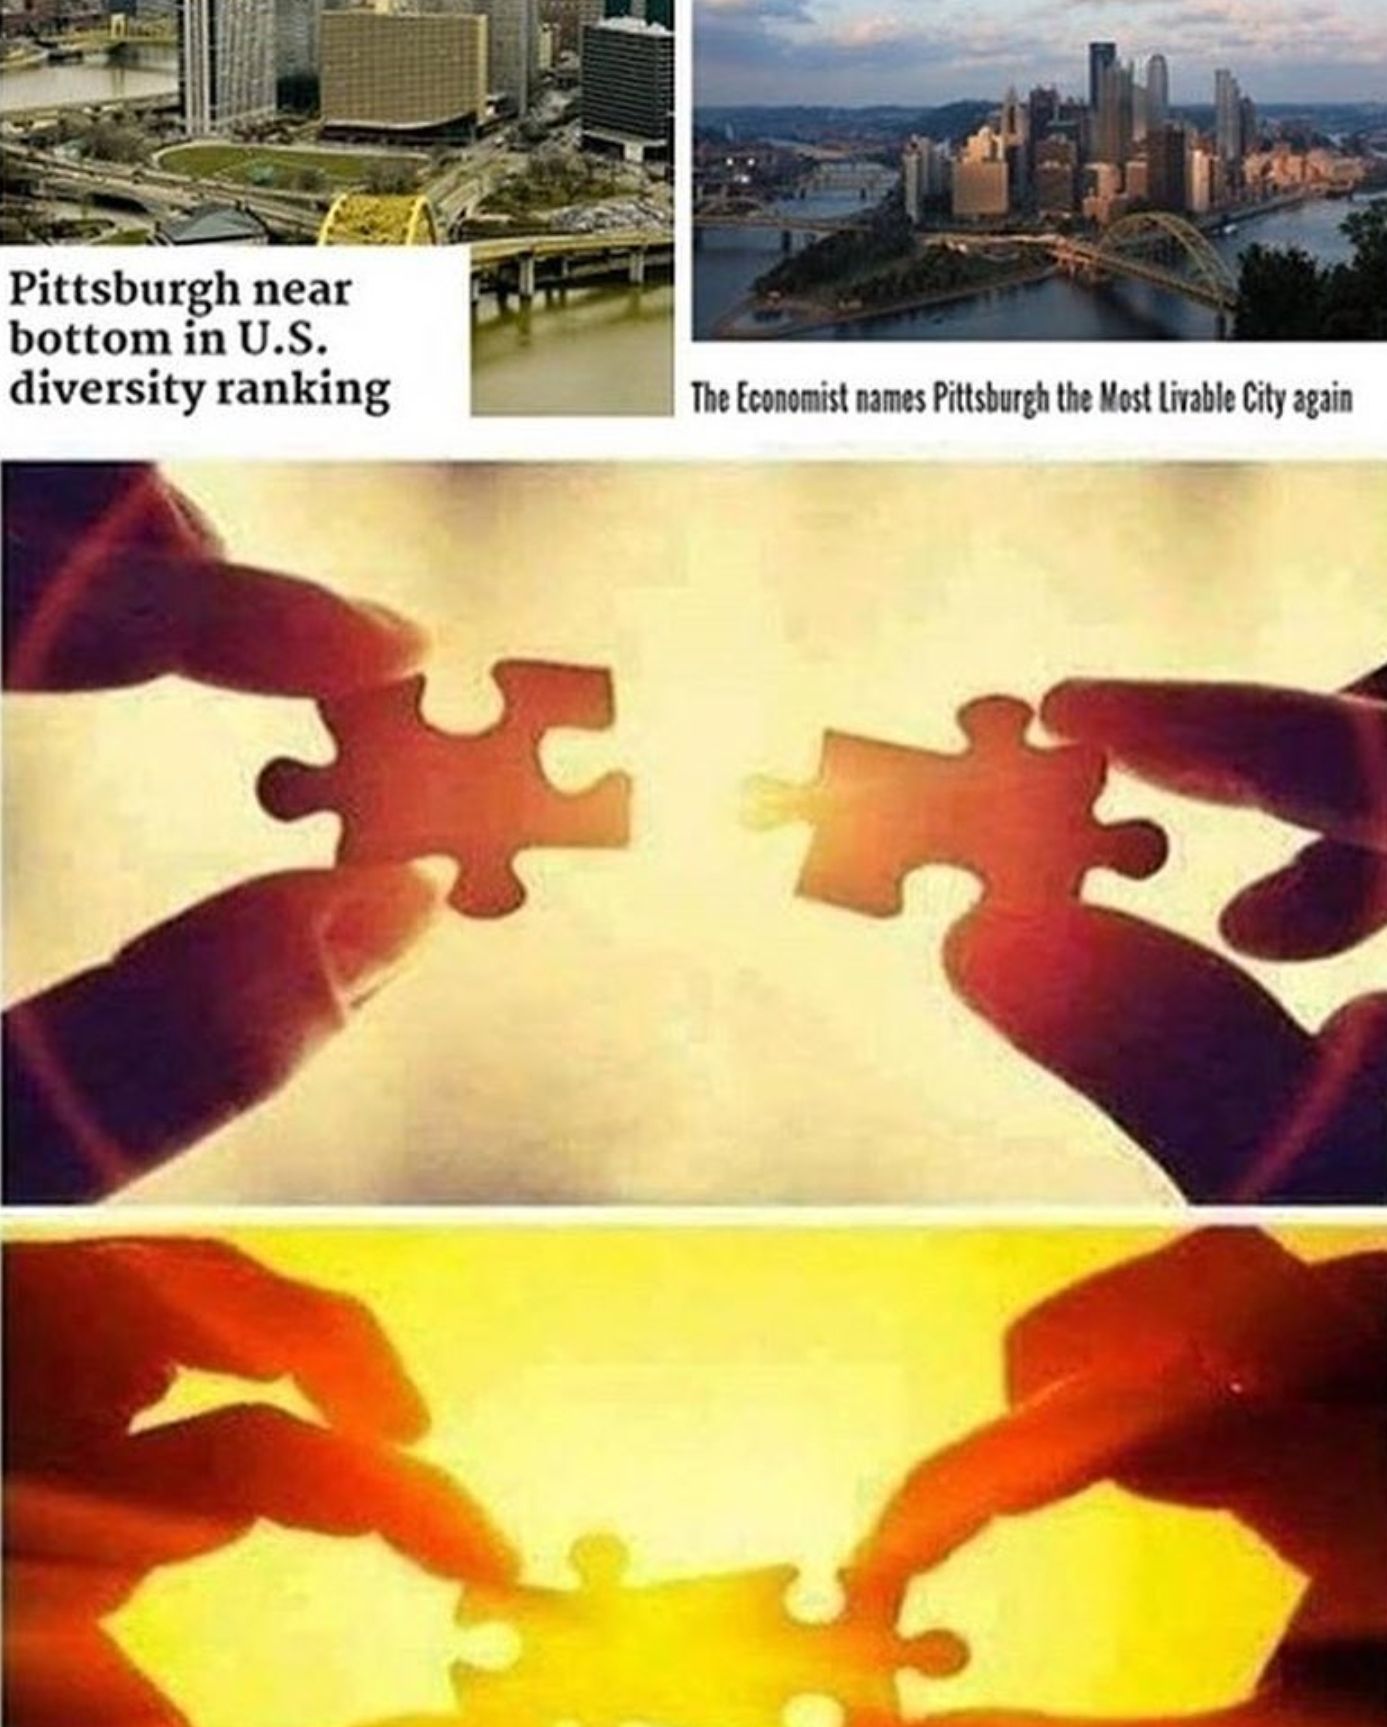 Pittsburgh near
bottom in U.S.
diversity ranking
The Economist names Pittsburgh the Most Livable City again